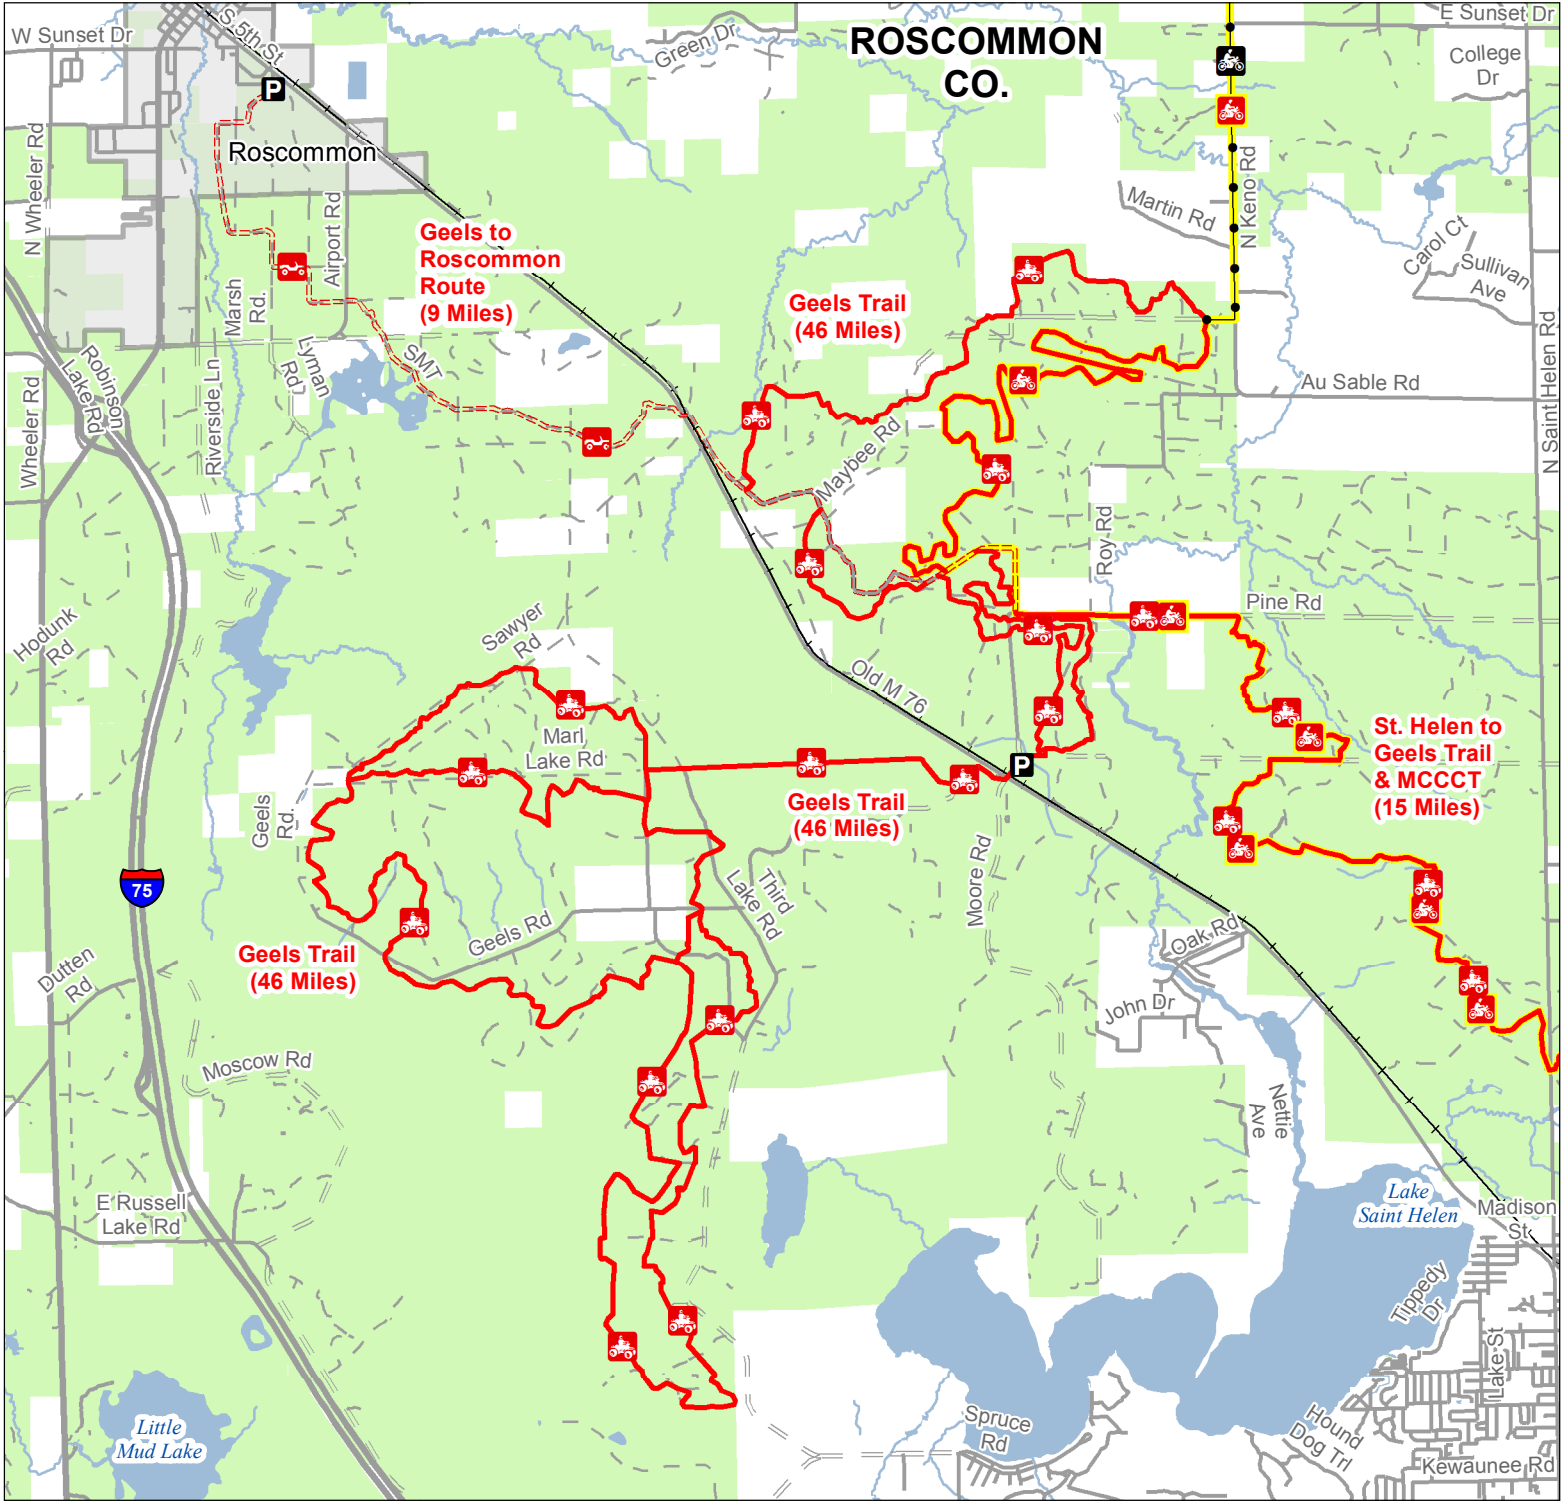 ROSCOMMON
CO.
W Sunset Dr
S 5th St
Green Dr
E Sunset Dr
College
Dr
P
Roscommon
N Wheeler Rd
Airport Rd
Marsh
Rd.
Geels to
Roscommon
Route
(9 Miles)
Martin Rd
N Keno Rd
Carol Ct
Sullivan
Ave
N Saint Helen Rd
Geels Trail
(46 Miles)
Robinson
Lake Rd
Wheeler Rd
Riverside Ln
Lyman
Rd
SMT
Au Sable Rd
Maybee Rd
Roy Rd
Pine Rd
Hodunk
Rd
Sawyer
Rd
Old M 76
Marl
Lake Rd
P
St. Helen to
Geels Trail
& MCCCT
(15 Miles)
Geels Trail
(46 Miles)
Geels
Rd.
75
Moore Rd
Third
Lake Rd
Geels Rd
Geels Trail
(46 Miles)
Oak Rd
Dutten
Rd
John Dr
Moscow Rd
Nettie
Ave
E Russell
Lake Rd
Lake
Saint Helen
Madison
St
Tippedy
Dr
Lake St
Little
Mud Lake
Spruce
Rd
Hound
Dog Trl
Kewaunee Rd